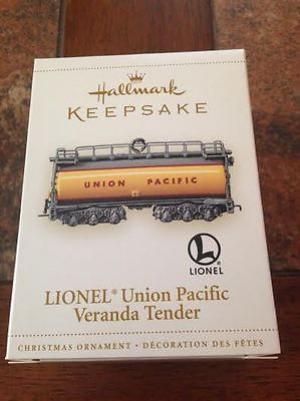 Hallmark
KEEPSAKE
UNION PACIFIC
L
LIONEL
LIONEL® Union Pacific
Veranda Tender
CHRISTMAS ORNAMENT • DÉCORATION DES FÊTES